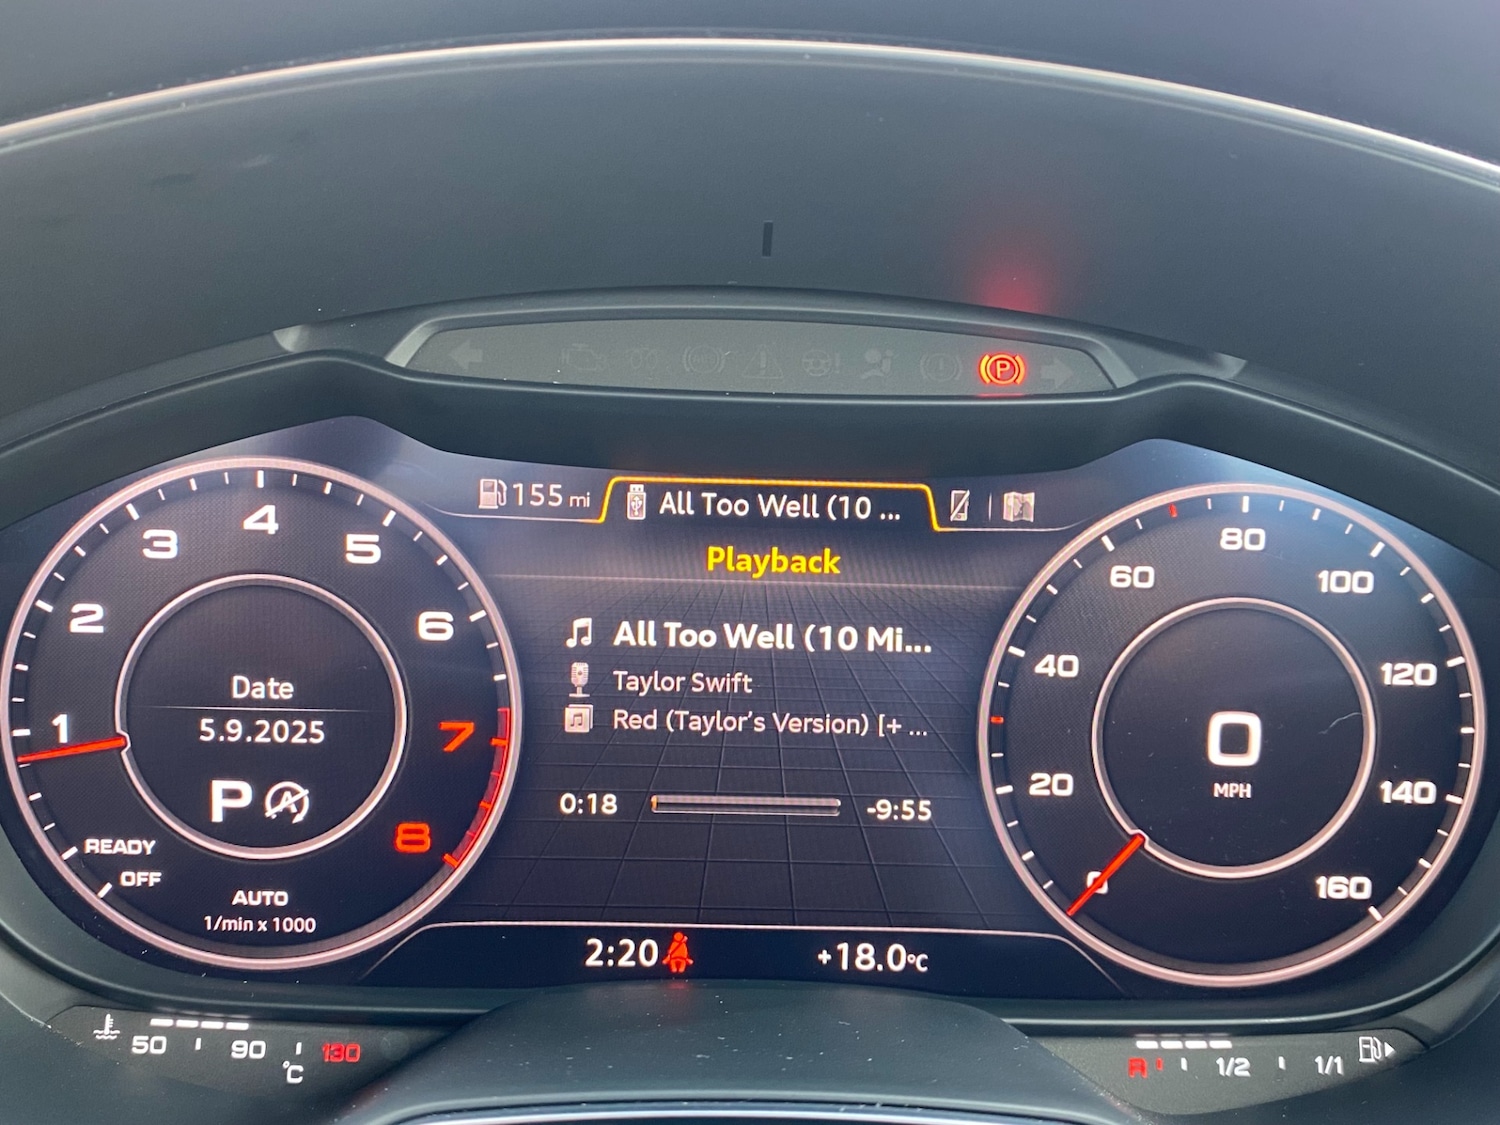 P
155 mi
All Too Well (10 ...
Playback
All Too Well (10 Mi...
Taylor Swift
Red (Taylor's Version) [+ ...
0:18
-9:55
2:20
+18.0°C
1
2
3
4
5
6
7
8
Date
5.9.2025
P A
READY
OFF
AUTO
1/min x 1000
0
20
40
60
80
100
120
140
160
0
MPH
50
90
130
°C
R
1/2
1/1